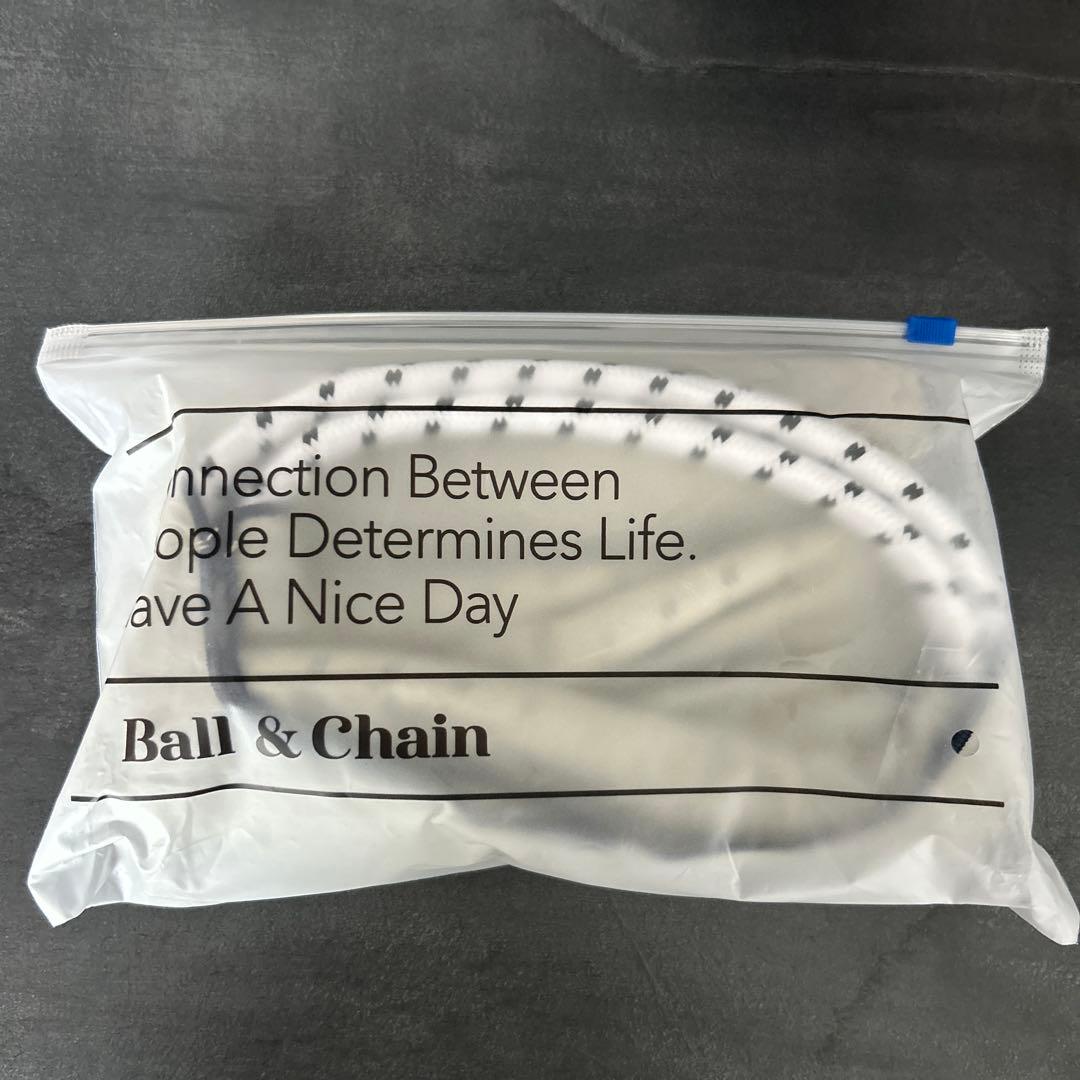 nnection Between
ople Determines Life.
ave A Nice Day
Ball & Chain